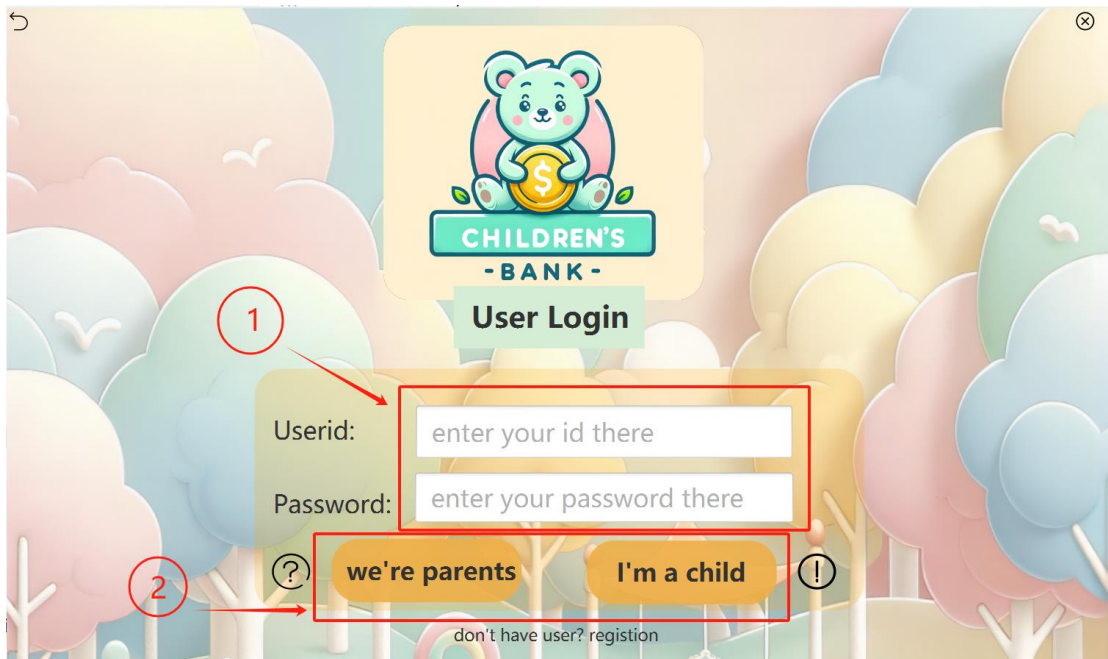 $
CHILDREN'S
-BANK-
User Login
1
Userid:
enter your id there
Password:
enter your password there
?
we're parents
I'm a child
!
2
don't have user? registion